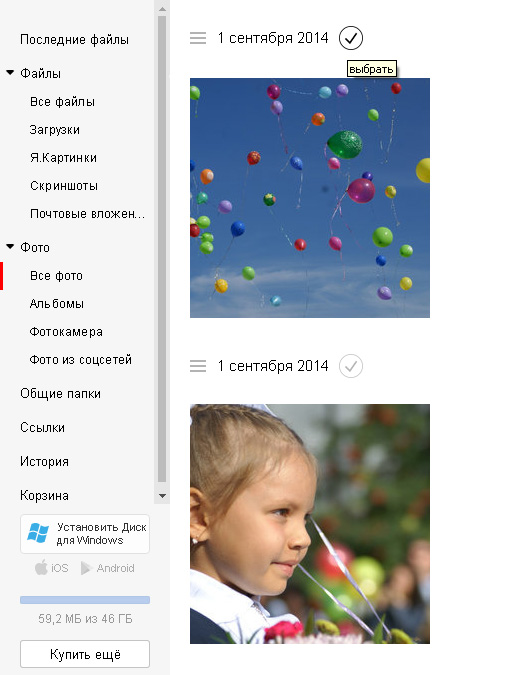 Последние файлы
Файлы
Все файлы
Загрузки
Я.Картинки
Скриншоты
Почтовые вложен...
Фото
Все фото
Альбомы
Фотокамера
Фото из соцсетей
Общие папки
Ссылки
История
Корзина
Установить Диск
для Windows
iOS Android
59,2 МБ из 46 ГБ
Купить ещё
1 сентября 2014
выбрать
1 сентября 2014